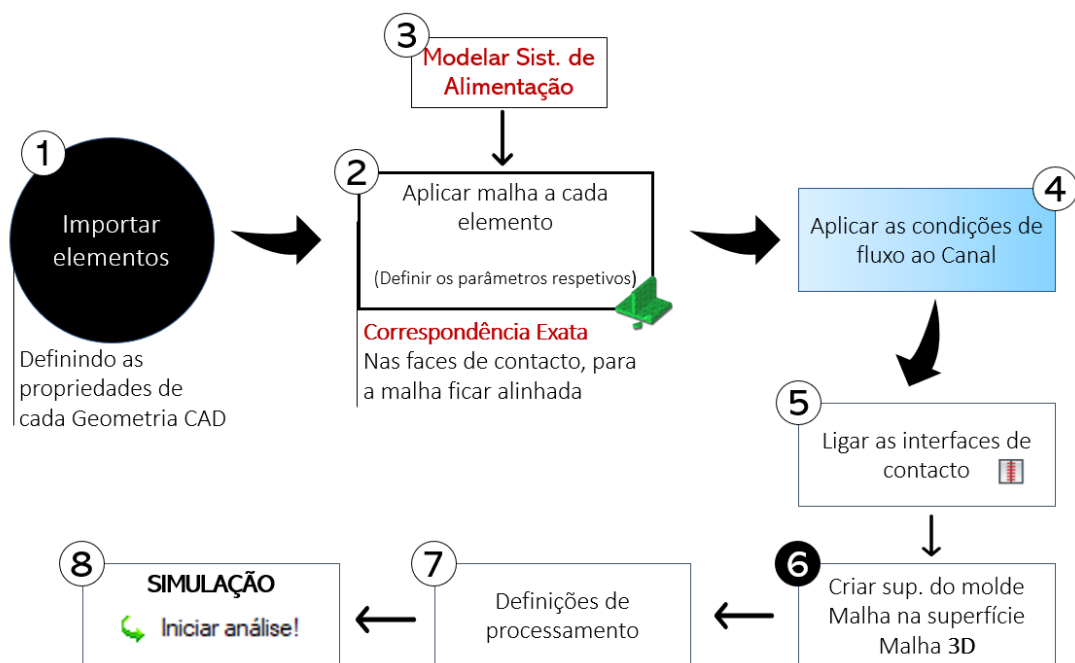 1
Importar
elementos
Definindo as
propriedades de
cada Geometria CAD
3
Modelar Sist. de
Alimentação
2
Aplicar malha a cada
elemento
(Definir os parâmetros respetivos)
Correspondência Exata
Nas faces de contacto, para
a malha ficar alinhada
4
Aplicar as condições de
fluxo ao Canal
5
Ligar as interfaces de
contacto
6
Criar sup. do molde
Malha na superfície
Malha 3D
7
Definições de
processamento
8
SIMULAÇÃO
Iniciar análise!